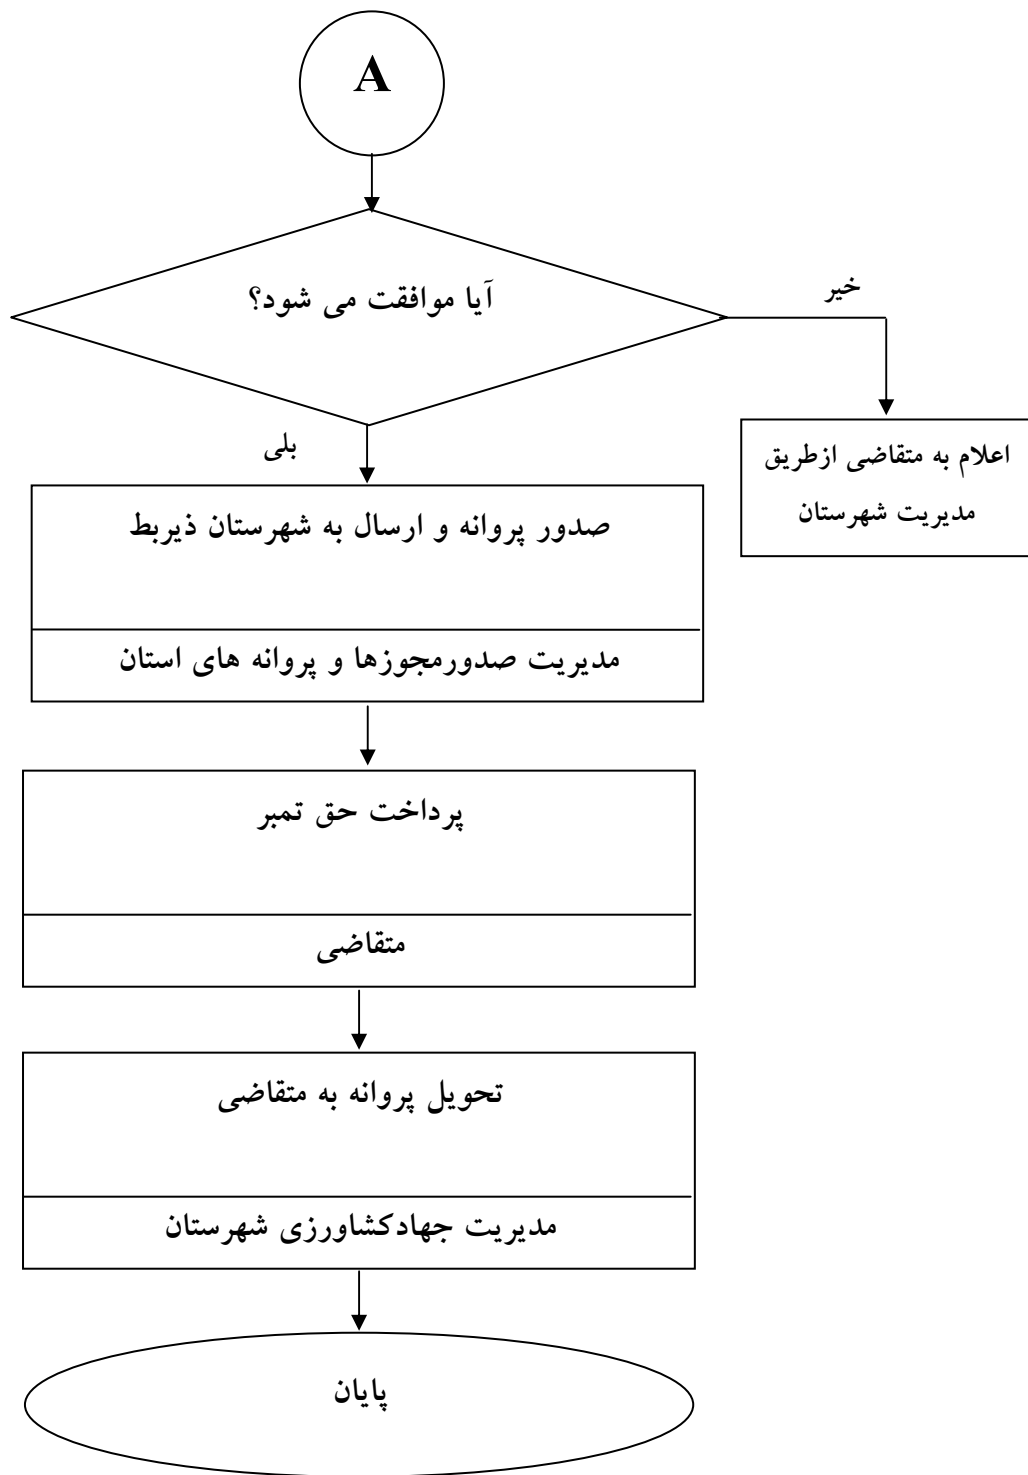 A
آیا موافقت می شود؟
خیر
بلی
اعلام به متقاضی ازطریق
مدیریت شهرستان
صدور پروانه و ارسال به شهرستان ذیربط
مدیریت صدورمجوزها و پروانه های استان
پرداخت حق تمبر
متقاضی
تحویل پروانه به متقاضی
مدیریت جهادکشاورزی شهرستان
پایان